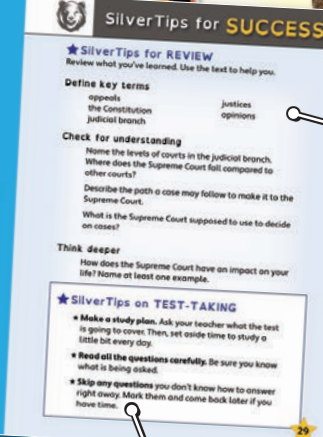 SilverTips for SUCCESS
★ SilverTips for REVIEW
Review what you've learned. Use the text to help you.
Define key terms
appeals
the Constitution
judicial branch
justices
opinions
Check for understanding
Name the levels of courts in the judicial branch.
Where does the Supreme Court fall compared to
other courts?
Describe the path a case may follow to make it to the
Supreme Court.
What is the Supreme Court supposed to use to decide
on cases?
Think deeper
How does the Supreme Court have an impact on your
life? Name at least one example.
★ SilverTips on TEST-TAKING
★ Make a study plan. Ask your teacher what the test
is going to cover. Then, set aside time to study a
little bit every day.
★ Read all the questions carefully. Be sure you know
what is being asked.
★ Skip any questions you don't know how to answer
right away. Mark them and come back later if you
have time.
29